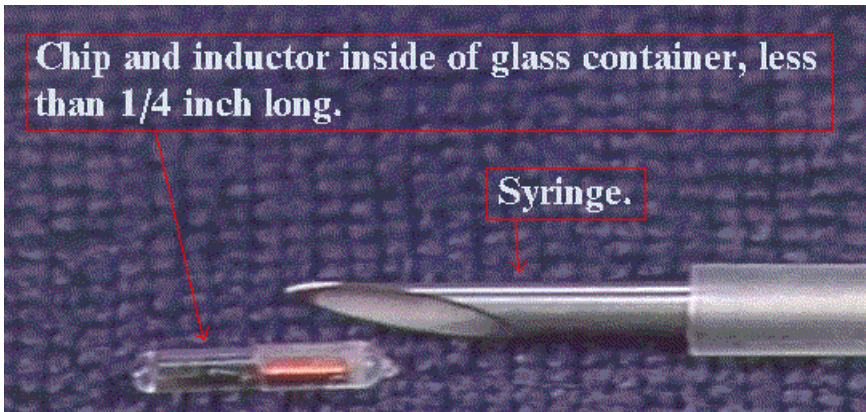 Chip and inductor inside of glass container, less
than 1/4 inch long.
Syringe.